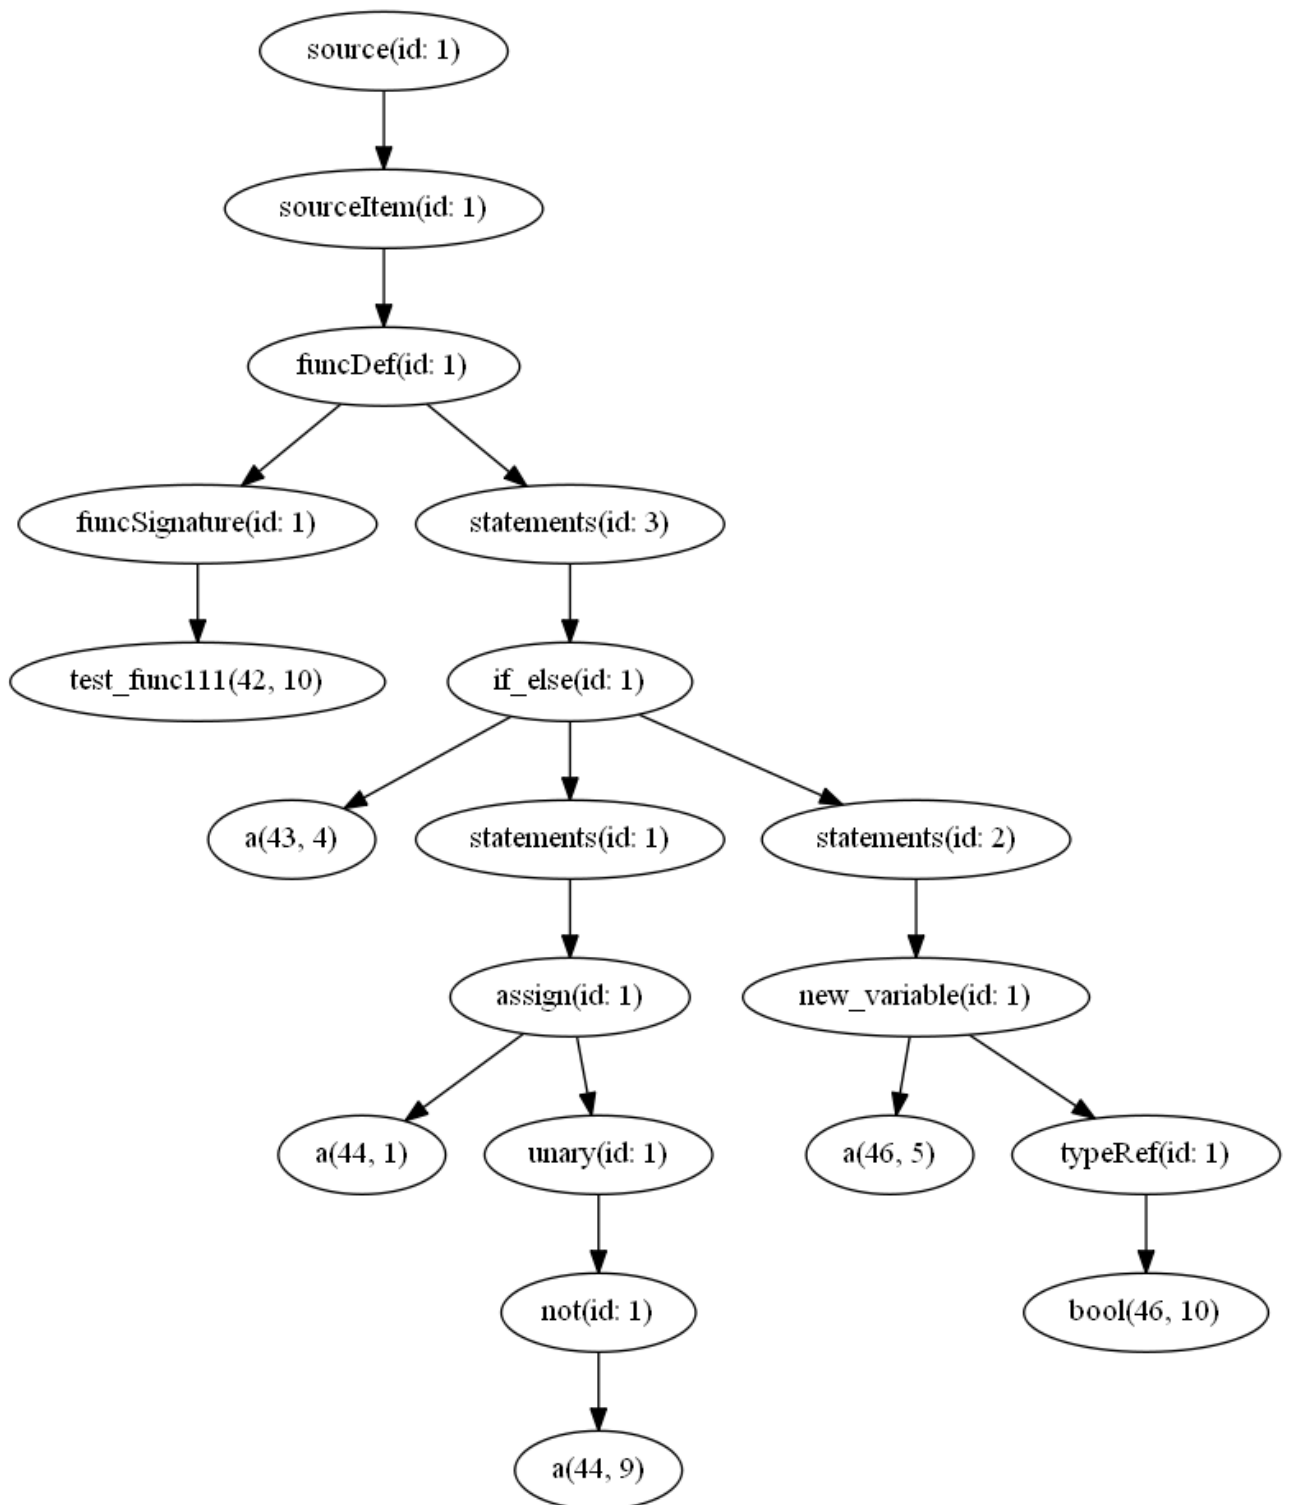 source(id: 1)
sourceItem(id: 1)
funcDef(id: 1)
funcSignature(id: 1)
statements(id: 3)
test_func111(42, 10)
if_else(id: 1)
a(43, 4)
statements(id: 1)
statements(id: 2)
assign(id: 1)
new_variable(id: 1)
a(44, 1)
unary(id: 1)
a(46, 5)
typeRef(id: 1)
not(id: 1)
bool(46, 10)
a(44, 9)